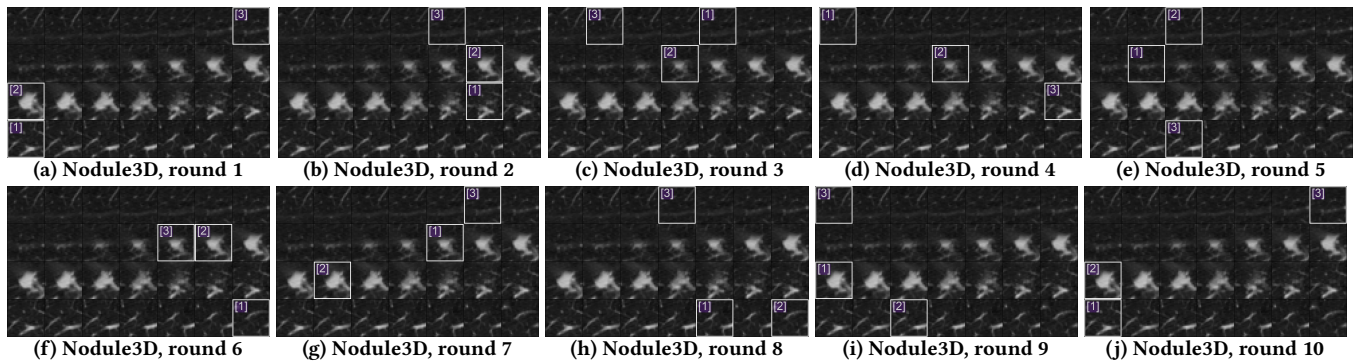 [3]
[2]
[1]
(a) Nodule3D, round 1
[3]
[2]
[1]
(b) Nodule3D, round 2
[3] [1]
[2]
(c) Nodule3D, round 3
[1]
[2]
[3]
(d) Nodule3D, round 4
[2]
[1]
[3]
(e) Nodule3D, round 5
[3] [2]
[1]
(f) Nodule3D, round 6
[3]
[1]
[2]
(g) Nodule3D, round 7
[3]
[1] [2]
(h) Nodule3D, round 8
[3]
[1]
[2]
(i) Nodule3D, round 9
[3]
[2]
[1]
(j) Nodule3D, round 10